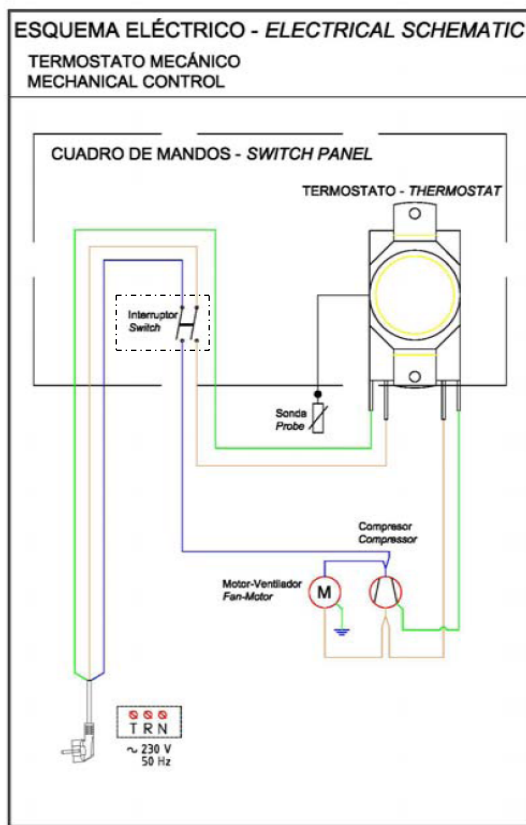 ESQUEMA ELÉCTRICO - ELECTRICAL SCHEMATIC
TERMOSTATO MECÁNICO
MECHANICAL CONTROL
CUADRO DE MANDOS - SWITCH PANEL
TERMOSTATO - THERMOSTAT
Interruptor
Switch
Sonda
Probe
Compresor
Compressor
Motor-Ventilador
Fan-Motor
M
T R N
~ 230 V
50 Hz